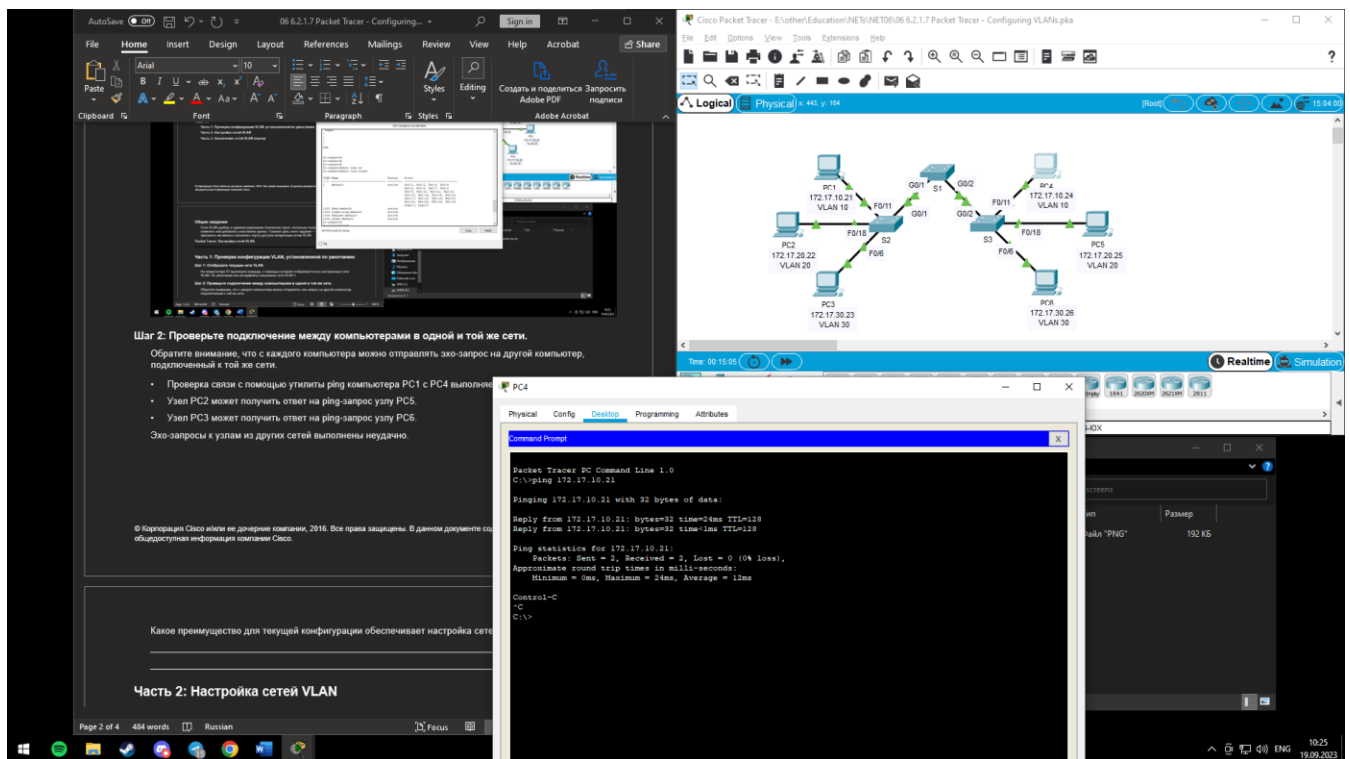 AutoSave Off 06 6.2.1.7 Packet Tracer - Configuring... Sign in
File Home Insert Design Layout References Mailings Review View Help Acrobat Share
Paste
Arial 10
Styles
Editing
Создать и поделиться Adobe PDF
Запросить подписи
Clipboard Font Paragraph Styles Adobe Acrobat
Шаг 2: Проверьте подключение между компьютерами в одной и той же сети.
Обратите внимание, что с каждого компьютера можно отправлять эхо-запрос на другой компьютер,
подключенный к той же сети.
• Проверка связи с помощью утилиты ping компьютера PC1 с PC4 выполняе
• Узел PC2 может получить ответ на ping-запрос узлу PC5.
• Узел PC3 может получить ответ на ping-запрос узлу PC6.
Эхо-запросы к узлам из других сетей выполнены неудачно.
© Корпорация Cisco и/или ее дочерние компании, 2016. Все права защищены. В данном документе сод
общедоступная информация компании Cisco.
Какое преимущество для текущей конфигурации обеспечивает настройка сете
Часть 2: Настройка сетей VLAN
Page 2 of 4 484 words Russian Focus
Cisco Packet Tracer - E:\other\Education\NETs\NET06\06 6.2.1.7 Packet Tracer - Configuring VLANs.pka
File Edit Options View Tools Extensions Help
Logical Physical x: 443, y: 184 [Root] 15:04:00
PC1
172.17.10.21
VLAN 10
PC2
172.17.20.22
VLAN 20
PC3
172.17.30.23
VLAN 30
F0/11
F0/18
F0/6
S2
G0/1
G0/1
S1
G0/2
G0/2
S3
F0/11
F0/18
F0/6
PC4
172.17.10.24
VLAN 10
PC5
172.17.20.25
VLAN 20
PC6
172.17.30.26
VLAN 30
Time: 00:15:05 Realtime Simulation
1841 2620XM 2621XM 2811
PC4
Physical Config Desktop Programming Attributes
Command Prompt X
Packet Tracer PC Command Line 1.0
C:\>ping 172.17.10.21
Pinging 172.17.10.21 with 32 bytes of data:
Reply from 172.17.10.21: bytes=32 time=24ms TTL=128
Reply from 172.17.10.21: bytes=32 time<1ms TTL=128
Ping statistics for 172.17.10.21:
Packets: Sent = 2, Received = 2, Lost = 0 (0% loss),
Approximate round trip times in milli-seconds:
Minimum = 0ms, Maximum = 24ms, Average = 12ms
Control-C
^C
C:\>
screens
Размер
Файл "PNG" 192 КБ
ENG 10:25
19.09.2023